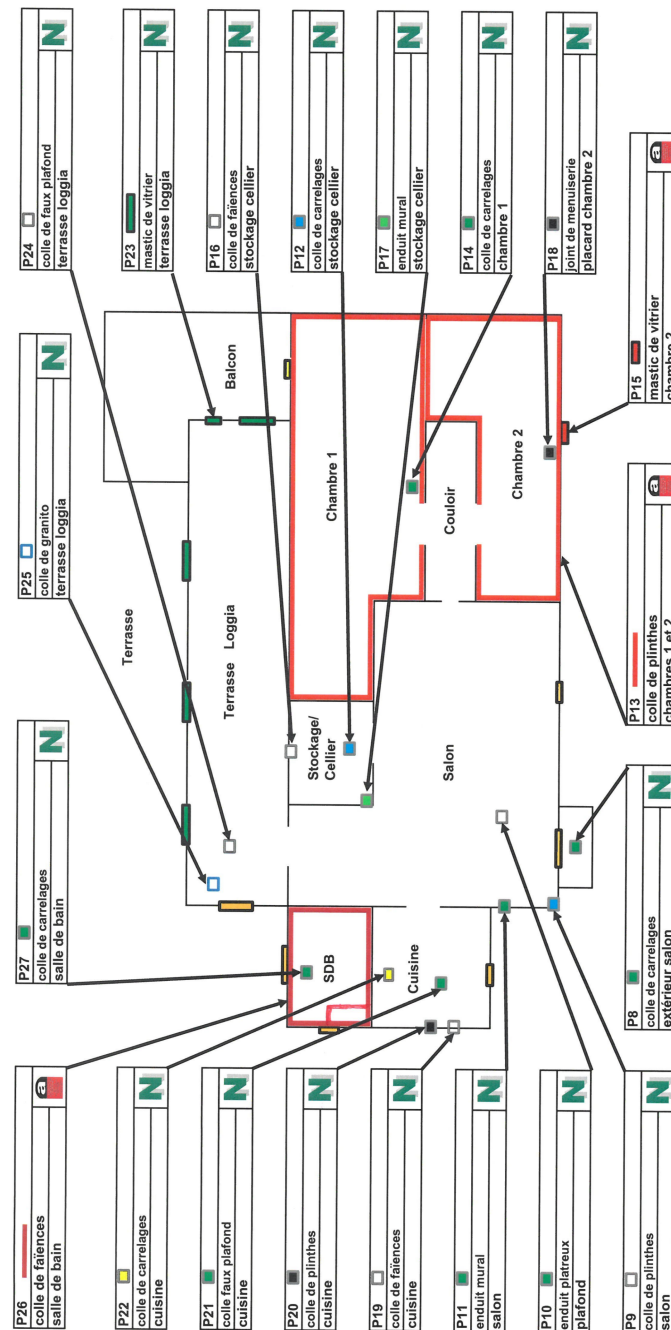 P24
colle de faux plafond
terrasse loggia
N
P23
mastic de vitrier
terrasse loggia
N
P16
colle de faïences
stockage cellier
N
P12
colle de carrelages
stockage cellier
N
P17
enduit mural
stockage cellier
N
P14
colle de carrelages
chambre 1
N
P18
joint de menuiserie
placard chambre 2
N
P25
colle de granito
terrasse loggia
N
P15
mastic de vitrier
chambre 2
a
P27
colle de carrelages
salle de bain
N
P13
colle de plinthes
chambres 1 et 2
a
P8
colle de carrelages
extérieur salon
N
P26
colle de faïences
salle de bain
a
P22
colle de carrelages
cuisine
N
P21
colle faux plafond
cuisine
N
P20
colle de plinthes
cuisine
N
P19
colle de faïences
cuisine
N
P11
enduit mural
salon
N
P10
enduit platreux
plafond
N
P9
colle de plinthes
salon
N
Terrasse
Balcon
Terrasse Loggia
Chambre 1
Stockage/
Cellier
Couloir
Chambre 2
Salon
SDB
Cuisine